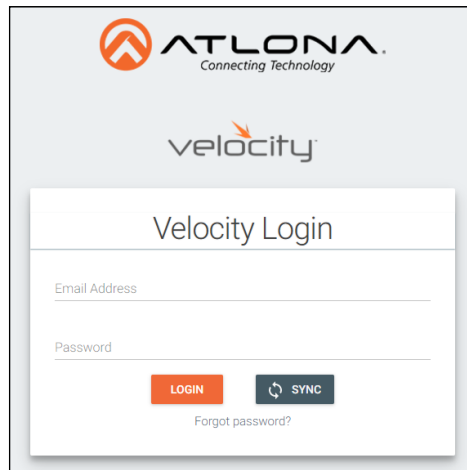 ATLONA.
Connecting Technology
velocity
Velocity Login
Email Address
Password
LOGIN SYNC
Forgot password?